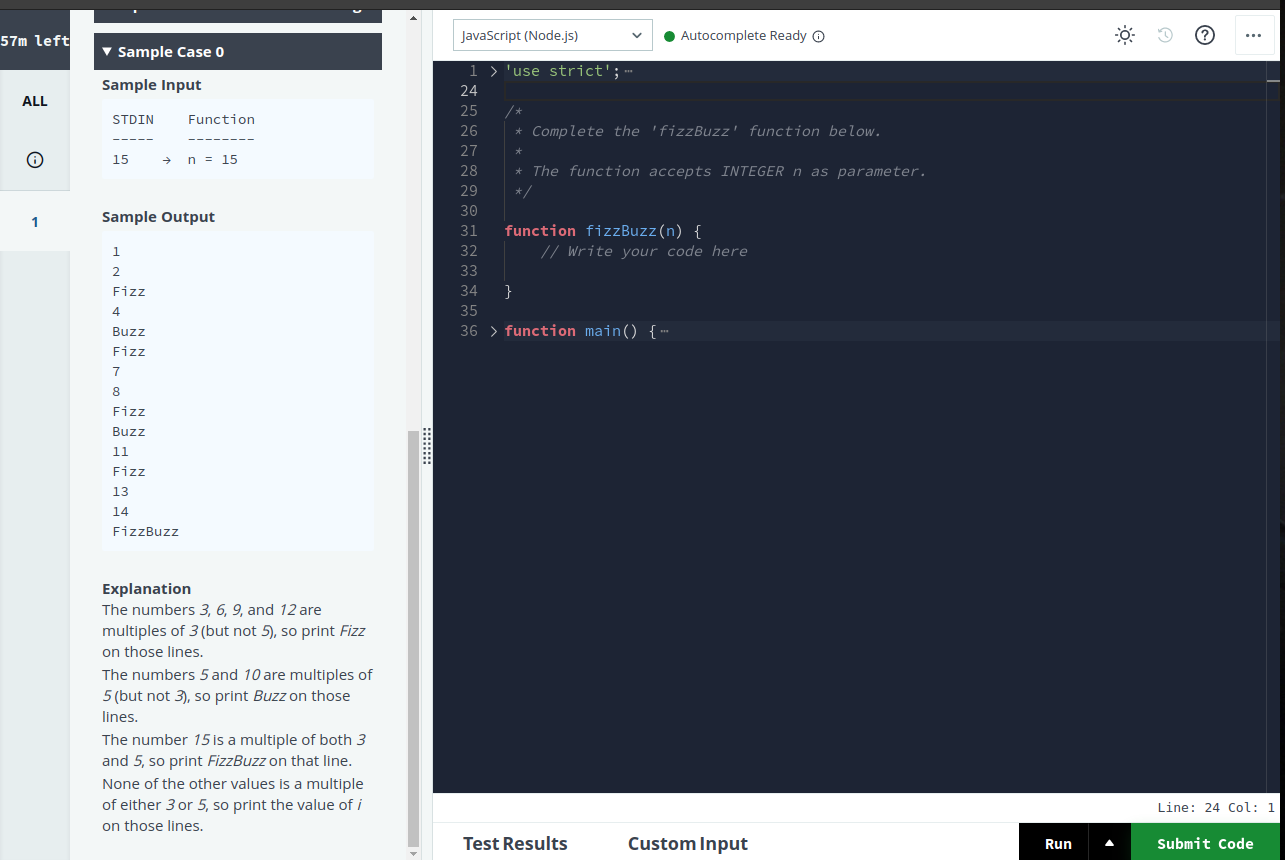 57m left
ALL
1
Sample Case 0
Sample Input
STDIN Function
----- --------
15 → n = 15
Sample Output
1
2
Fizz
4
Buzz
Fizz
7
8
Fizz
Buzz
11
Fizz
13
14
FizzBuzz
Explanation
The numbers 3, 6, 9, and 12 are
multiples of 3 (but not 5), so print Fizz
on those lines.
The numbers 5 and 10 are multiples of
5 (but not 3), so print Buzz on those
lines.
The number 15 is a multiple of both 3
and 5, so print FizzBuzz on that line.
None of the other values is a multiple
of either 3 or 5, so print the value of i
on those lines.
JavaScript (Node.js)
Autocomplete Ready
1 'use strict';
24
25 /*
26 * Complete the 'fizzBuzz' function below.
27 *
28 * The function accepts INTEGER n as parameter.
29 */
30
31 function fizzBuzz(n) {
32 // Write your code here
33
34 }
35
36 function main() {
Line: 24 Col: 1
Test Results
Custom Input
Run
Submit Code